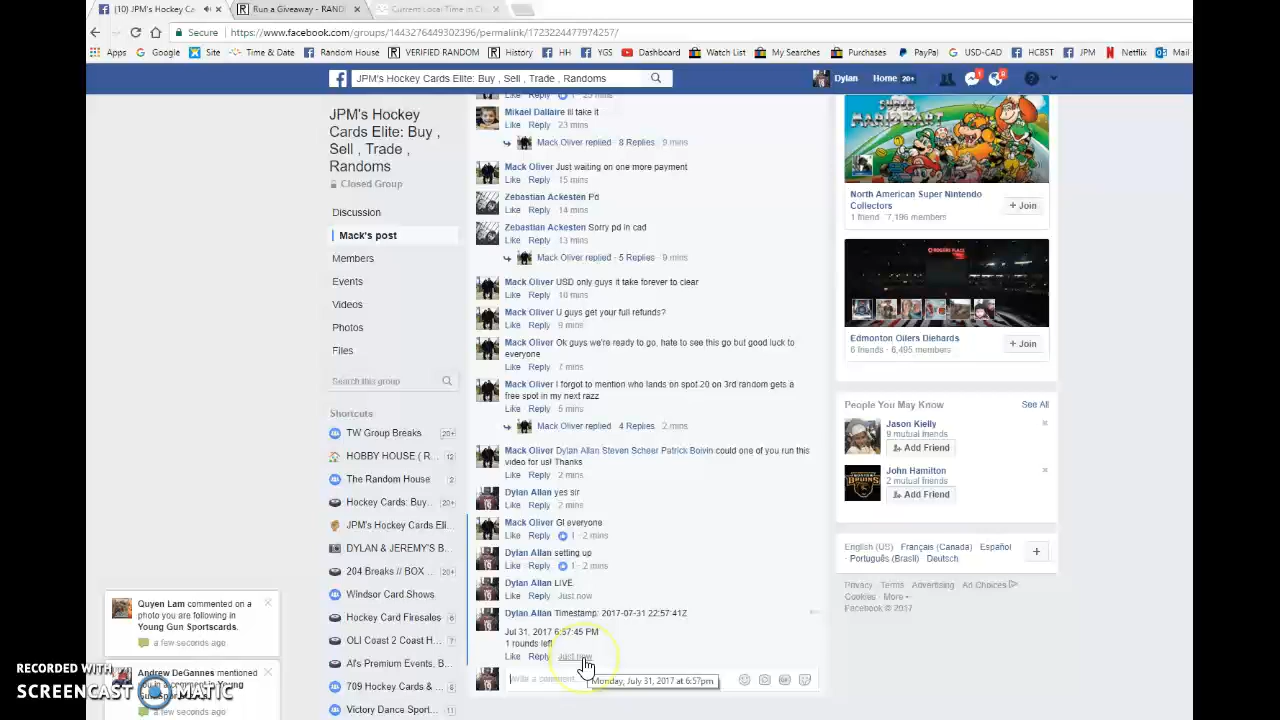 (10) JPM's Hockey Ca
Run a Giveaway - RAND
Current Local Time in C
Secure
https://www.facebook.com/groups/1443276449302396/permalink/1723224477974257/
Apps Google Site Time & Date Random House VERIFIED RANDOM History HH YGS Dashboard Watch List My Searches Purchases PayPal USD-CAD HCBST JPM Netflix Mail
JPM's Hockey Cards Elite: Buy , Sell , Trade , Randoms
Dylan Home 20+
JPM's Hockey
Cards Elite: Buy ,
Sell , Trade ,
Randoms
Closed Group
Discussion
Mack's post
Members
Events
Videos
Photos
Files
Search this group
Shortcuts
TW Group Breaks 20+
HOBBY HOUSE ( R... 12
The Random House 2
Hockey Cards: Buy... 20+
JPM's Hockey Cards Eli...
DYLAN & JEREMY'S B...
204 Breaks // BOX ... 20+
Windsor Card Shows
Hockey Card Firesales 6
OLI Coast 2 Coast H... 7
Al's Premium Events, B...
709 Hockey Cards & ... 6
Victory Dance Sport... 11
Like Reply 1 23 mins
Mikael Dallaire ill take it
Like Reply 23 mins
Mack Oliver replied · 8 Replies 9 mins
Mack Oliver Just waiting on one more payment
Like Reply 15 mins
Zebastian Ackesten Pd
Like Reply 14 mins
Zebastian Ackesten Sorry pd in cad
Like Reply 13 mins
Mack Oliver replied · 5 Replies 9 mins
Mack Oliver USD only guys it take forever to clear
Like Reply 10 mins
Mack Oliver U guys get your full refunds?
Like Reply 9 mins
Mack Oliver Ok guys we're ready to go, hate to see this go but good luck to
everyone
Like Reply 7 mins
Mack Oliver I forgot to mention who lands on spot 20 on 3rd random gets a
free spot in my next razz
Like Reply 5 mins
Mack Oliver replied · 4 Replies 2 mins
Mack Oliver Dylan Allan Steven Scheer Patrick Boivin could one of you run this
video for us! Thanks
Like Reply 2 mins
Dylan Allan yes sir
Like Reply 2 mins
Mack Oliver Gl everyone
Like Reply 1 · 2 mins
Dylan Allan setting up
Like Reply 1 · 2 mins
Dylan Allan LIVE
Like Reply Just now
Dylan Allan Timestamp: 2017-07-31 22:57:41Z
Jul 31, 2017 6:57:45 PM
1 rounds left
Like Reply Just now
Write a comment...
Monday, July 31, 2017 at 6:57pm
SUPER
MARIO KART
North American Super Nintendo
Collectors
1 friend · 7,196 members
+ Join
ROGERS PLACE
Edmonton Oilers Diehards
6 friends · 6,495 members
+ Join
People You May Know See All
Jason Kielly
9 mutual friends
Add Friend
John Hamilton
2 mutual friends
Add Friend
English (US) · Français (Canada) · Español
· Português (Brasil) · Deutsch
Privacy · Terms · Advertising · Ad Choices
Cookies · More
Facebook © 2017
Quyen Lam commented on a
photo you are following in
Young Gun Sportscards.
a few seconds ago
Andrew DeGannes mentioned
a few seconds ago
RECORDED WITH
SCREENCAST MATIC